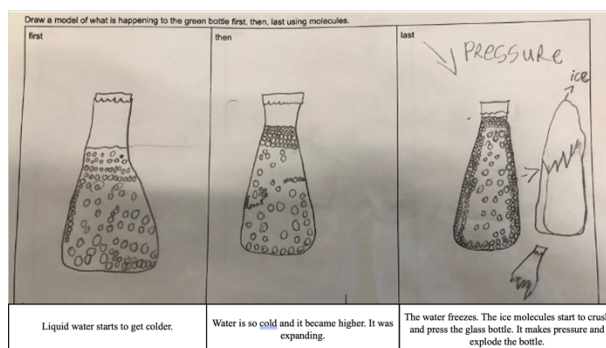 Draw a model of what is happening to the green bottle first, then, last using molecules.
first
then
last
PRESSURE
ice
Liquid water starts to get colder.
Water is so cold and it became higher. It was
expanding.
The water freezes. The ice molecules start to crus
and press the glass bottle. It makes pressure and
explode the bottle.